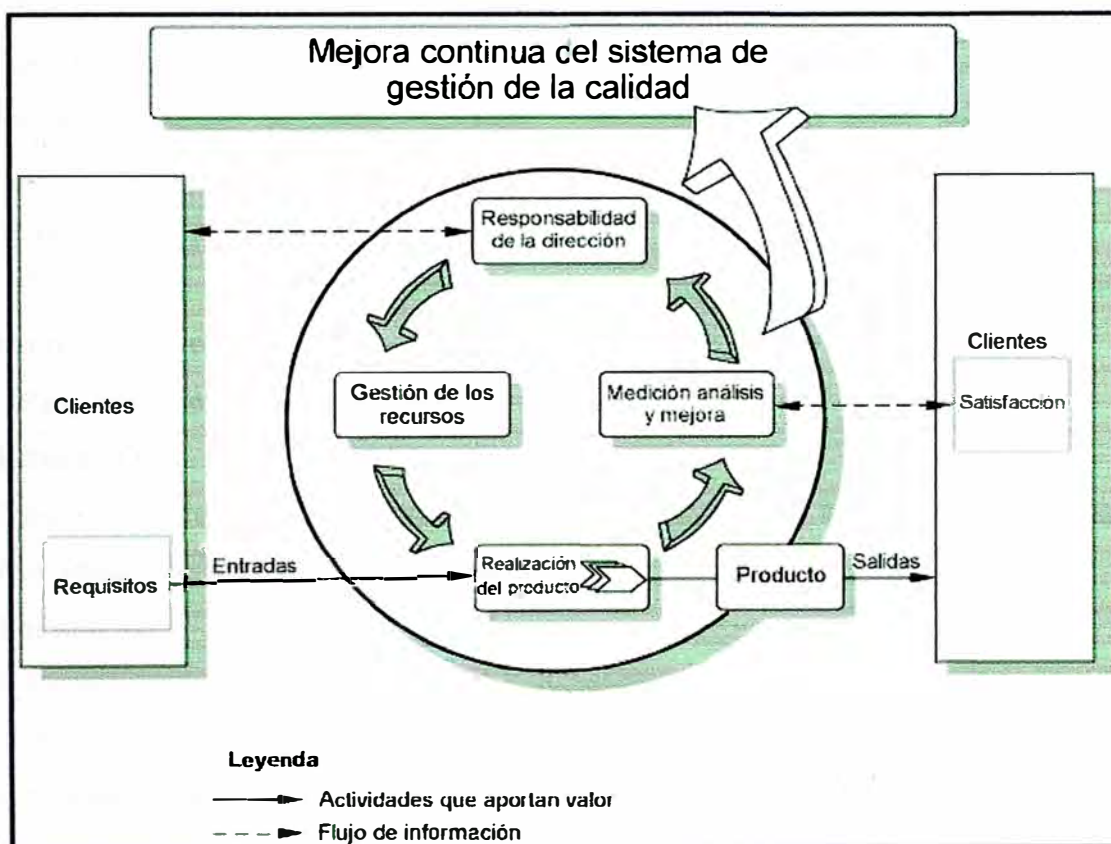 Mejora continua cel sistema de
gestión de la calidad
Responsabilidad
de la dirección
Clientes
Gestión de los
recursos
Medición análisis
y mejora
Clientes
Satisfacción
Requisitos
Entradas
Realización
del producto
Producto
Salidas
Leyenda
Actividades que aportan valor
Flujo de información